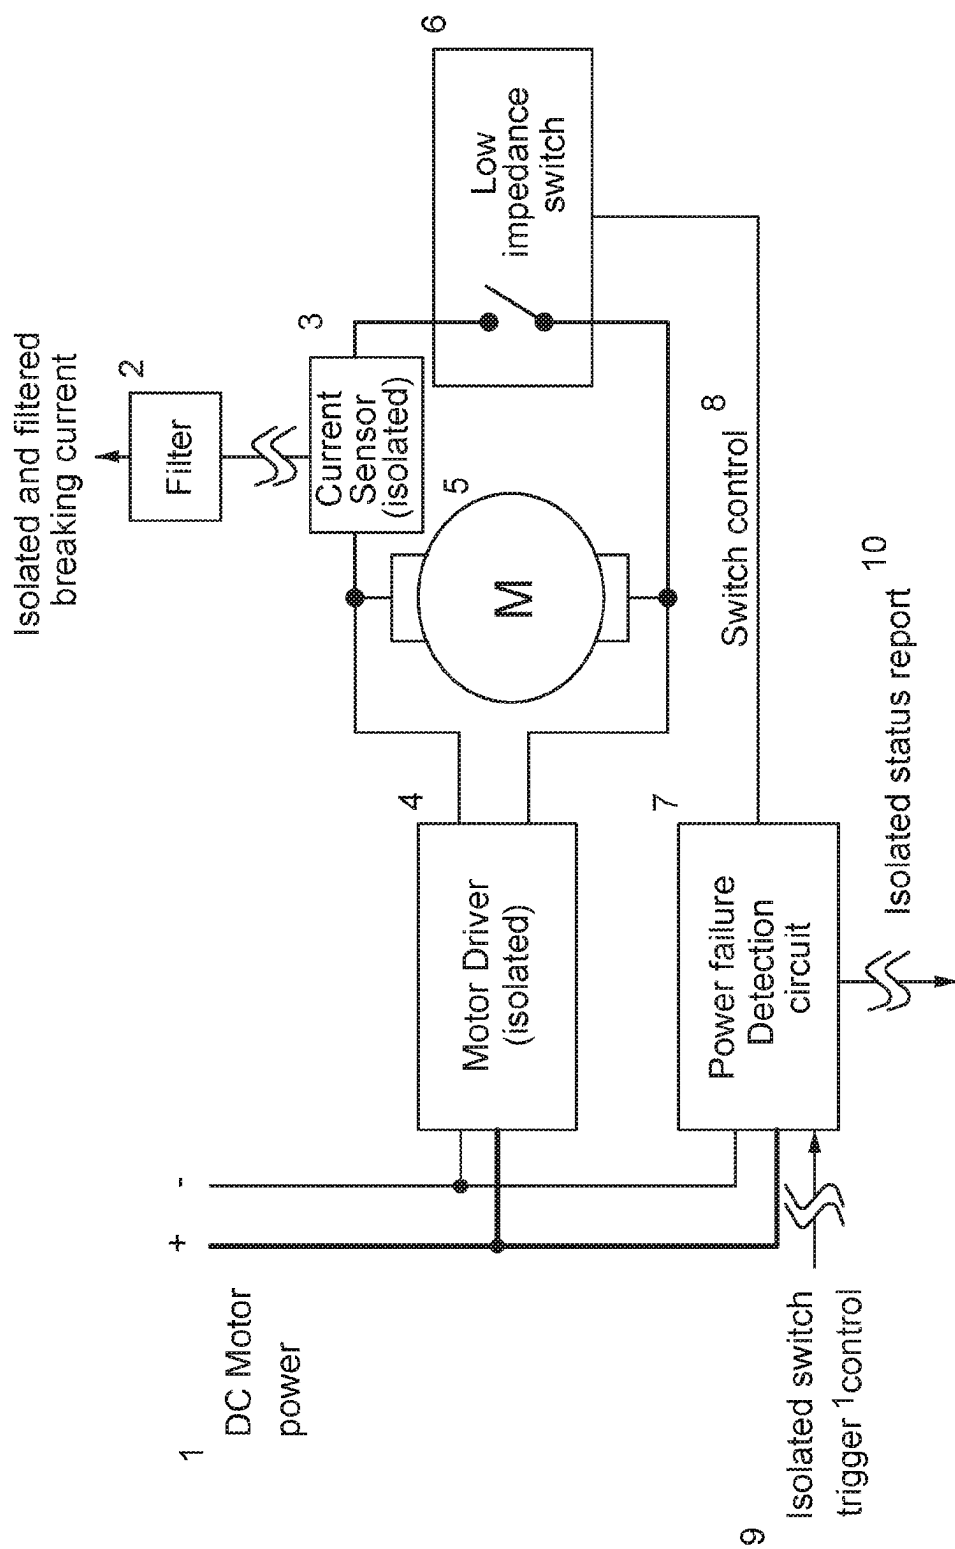 1
DC Motor
power
+
-
Isolated and filtered
breaking current
2
Filter
3
Current
Sensor
(isolated)
4
Motor Driver
(isolated)
5
M
6
Low
impedance
switch
7
Power failure
Detection
circuit
Switch control
8
9
Isolated switch
trigger 1control
Isolated status report
10